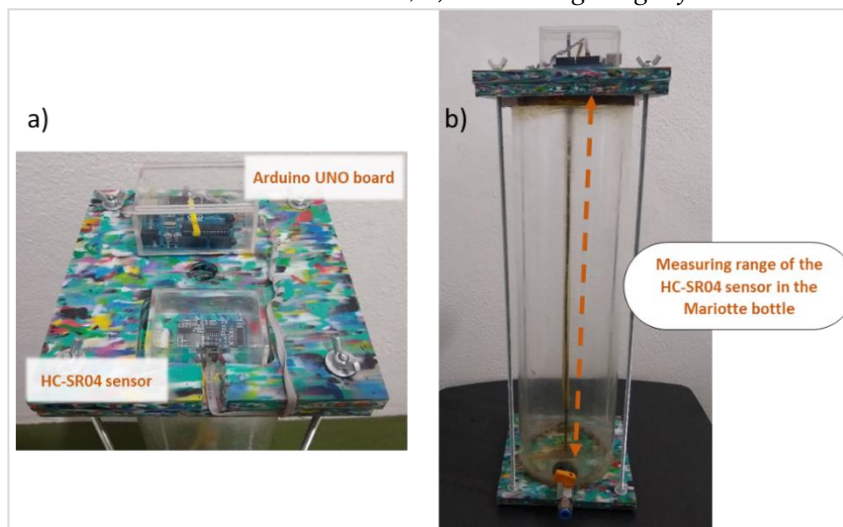 a)
Arduino UNO board
HC-SR04 sensor
b)
Measuring range of the
HC-SR04 sensor in the
Mariotte bottle